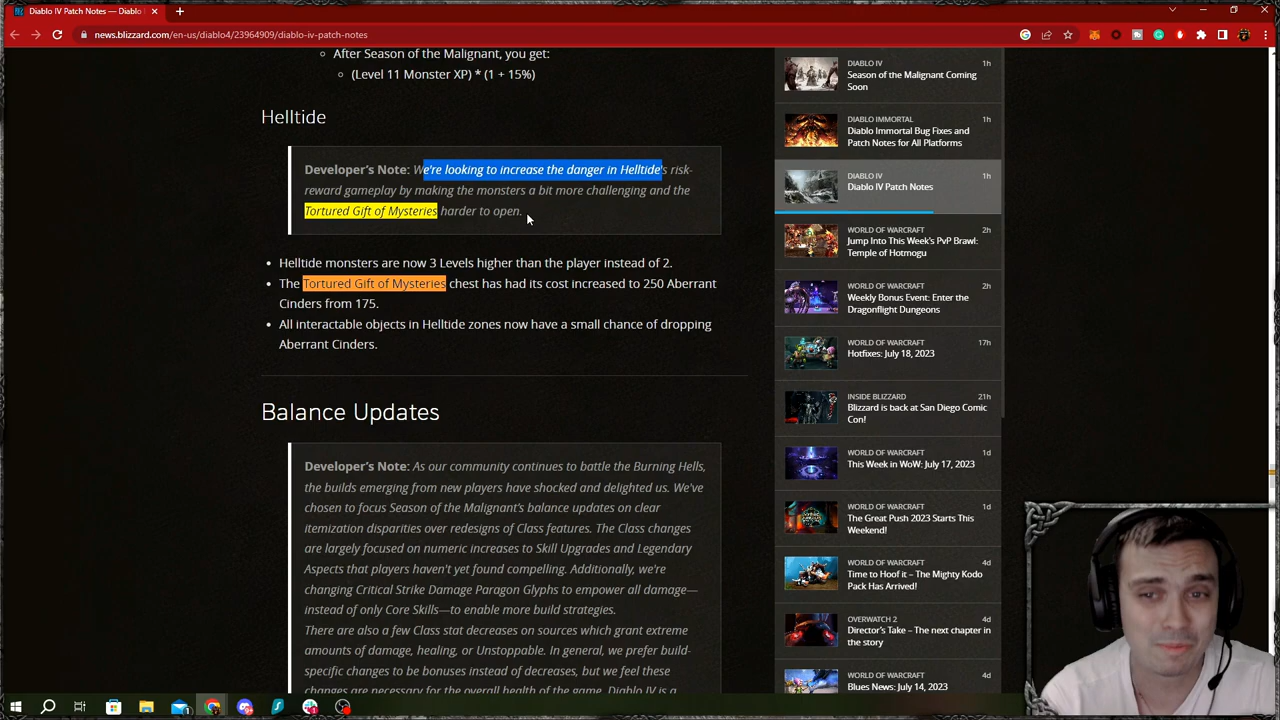 Diablo IV Patch Notes — Diablo
news.blizzard.com/en-us/diablo4/23964909/diablo-iv-patch-notes
After Season of the Malignant, you get:
(Level 11 Monster XP) * (1 + 15%)
Helltide
Developer's Note: We're looking to increase the danger in Helltide's risk-
reward gameplay by making the monsters a bit more challenging and the
Tortured Gift of Mysteries harder to open.
Helltide monsters are now 3 Levels higher than the player instead of 2.
The Tortured Gift of Mysteries chest has had its cost increased to 250 Aberrant
Cinders from 175.
All interactable objects in Helltide zones now have a small chance of dropping
Aberrant Cinders.
Balance Updates
Developer's Note: As our community continues to battle the Burning Hells,
the builds emerging from new players have shocked and delighted us. We've
chosen to focus Season of the Malignant's balance updates on clear
itemization disparities over redesigns of Class features. The Class changes
are largely focused on numeric increases to Skill Upgrades and Legendary
Aspects that players haven't yet found compelling. Additionally, we're
changing Critical Strike Damage Paragon Glyphs to empower all damage—
instead of only Core Skills—to enable more build strategies.
There are also a few Class stat decreases on sources which grant extreme
amounts of damage, healing, or Unstoppable. In general, we prefer build-
specific changes to be bonuses instead of decreases, but we feel these
changes are necessary for the overall health of the game. Diablo IV is a
DIABLO IV 1h
Season of the Malignant Coming
Soon
DIABLO IMMORTAL 1h
Diablo Immortal Bug Fixes and
Patch Notes for All Platforms
DIABLO IV 1h
Diablo IV Patch Notes
WORLD OF WARCRAFT 2h
Jump Into This Week's PvP Brawl:
Temple of Hotmogu
WORLD OF WARCRAFT 2h
Weekly Bonus Event: Enter the
Dragonflight Dungeons
WORLD OF WARCRAFT 17h
Hotfixes: July 18, 2023
INSIDE BLIZZARD 21h
Blizzard is back at San Diego Comic
Con!
WORLD OF WARCRAFT 1d
This Week in WoW: July 17, 2023
WORLD OF WARCRAFT 1d
The Great Push 2023 Starts This
Weekend!
WORLD OF WARCRAFT 4d
Time to Hoof it – The Mighty Kodo
Pack Has Arrived!
OVERWATCH 2 4d
Director's Take – The next chapter in
the story
WORLD OF WARCRAFT 4d
Blues News: July 14, 2023